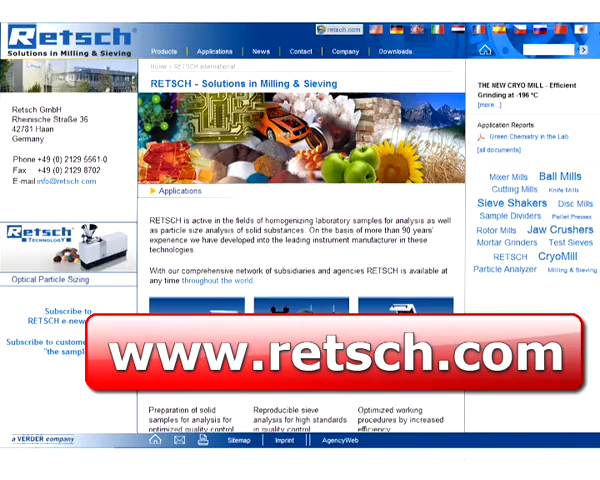 Retsch
Solutions in Milling & Sieving
retsch.com
Products
Applications
News
Contact
Company
Downloads
Home - RETSCH International
RETSCH - Solutions in Milling & Sieving
Retsch GmbH
Rheinische Straße 36
42781 Haan
Germany
Phone +49 (0) 2129 5561-0
Fax +49 (0) 2129 8702
E-mail info@retsch.com
Retsch
TECHNOLOGY
Optical Particle Sizing
Subscribe to
RETSCH e-new
Subscribe to custome
"the sampl
Applications
RETSCH is active in the fields of homogenizing laboratory samples for analysis as well
as particle size analysis of solid substances. On the basis of more than 90 years'
experience we have developed into the leading instrument manufacturer in these
technologies.
With our comprehensive network of subsidiaries and agencies RETSCH is available at
any time throughout the world.
THE NEW CRYO MILL - Efficient
Grinding at -196 °C
[more...]
Application Reports
Green Chemistry in the Lab
[all documents]
Mixer Mills Ball Mills
Cutting Mills Knife Mills
Sieve Shakers Disc Mills
Sample Dividers Pellet Presses
Rotor Mills Jaw Crushers
Mortar Grinders Test Sieves
RETSCH CryoMill
Particle Analyzer Milling & Sieving
www.retsch.com
Preparation of solid
samples for analysis for
optimized quality control
Reproducible sieve
analysis for high standards
in quality control
Optimized working
procedures by increased
efficiency
a VERDER company
Sitemap
Imprint
AgencyWeb